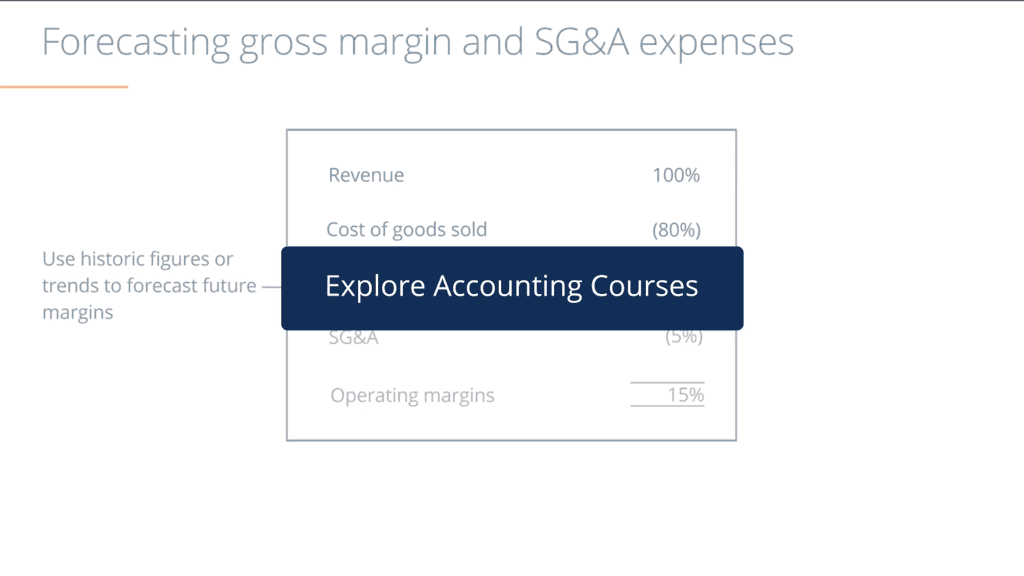 Forecasting gross margin and SG&A expenses
Revenue 100%
Cost of goods sold (80%)
Use historic figures or
trends to forecast future
margins
Explore Accounting Courses
SG&A (5%)
Operating margins 15%